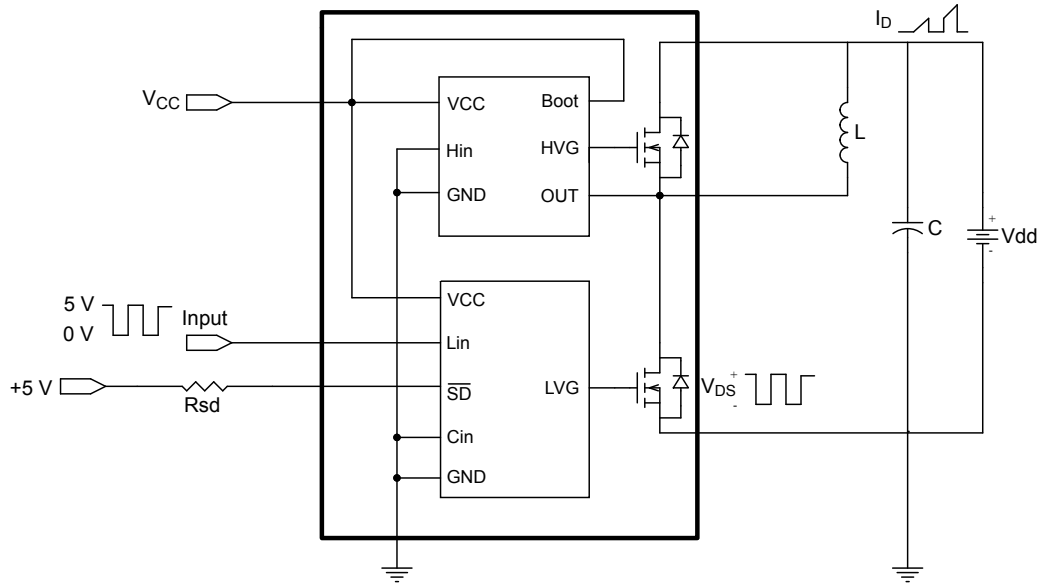 I_D
V_CC
VCC
Boot
Hin
HVG
GND
OUT
L
C
+
Vdd
-
5 V
0 V
Input
VCC
Lin
+5 V
Rsd
S̅D̅
LVG
V_DS
+
-
Cin
GND